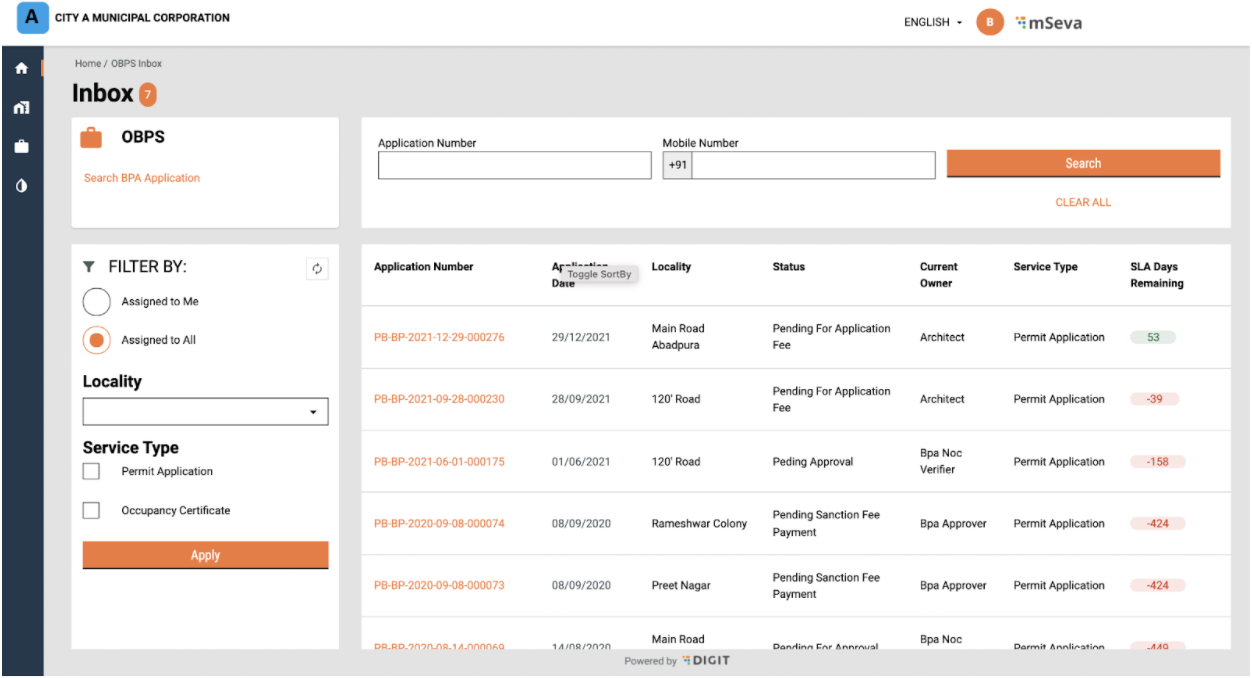 A
CITY A MUNICIPAL CORPORATION
ENGLISH
B
mSeva
Home / OBPS Inbox
Inbox 7
OBPS
Search BPA Application
Application Number
Mobile Number
+91
Search
CLEAR ALL
FILTER BY:
Assigned to Me
Assigned to All
Locality
Service Type
Permit Application
Occupancy Certificate
Apply
Application Number
Application
Date
Toggle SortBy
Locality
Status
Current
Owner
Service Type
SLA Days
Remaining
PB-BP-2021-12-29-000276
29/12/2021
Main Road
Abadpura
Pending For Application
Fee
Architect
Permit Application
53
PB-BP-2021-09-28-000230
28/09/2021
120' Road
Pending For Application
Fee
Architect
Permit Application
-39
PB-BP-2021-06-01-000175
01/06/2021
120' Road
Peding Approval
Bpa Noc
Verifier
Permit Application
-158
PB-BP-2020-09-08-000074
08/09/2020
Rameshwar Colony
Pending Sanction Fee
Payment
Bpa Approver
Permit Application
-424
PB-BP-2020-09-08-000073
08/09/2020
Preet Nagar
Pending Sanction Fee
Payment
Bpa Approver
Permit Application
-424
PB-BP-2020-08-14-000069
14/08/2020
Main Road
Pending For Approval
Bpa Noc
Permit Application
-449
Powered by DIGIT